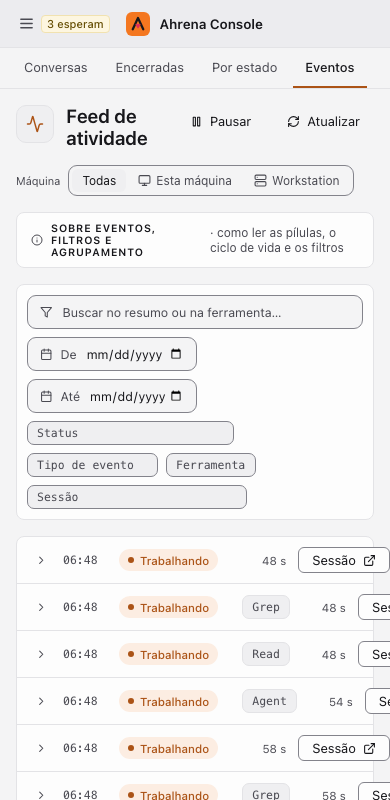 3 esperam Ahrena Console
Conversas Encerradas Por estado Eventos
Feed de
atividade
Pausar Atualizar
Máquina Todas Esta máquina Workstation
SOBRE EVENTOS,
FILTROS E
AGRUPAMENTO
· como ler as pílulas, o
ciclo de vida e os filtros
Buscar no resumo ou na ferramenta...
De mm/dd/yyyy
Até mm/dd/yyyy
Status
Tipo de evento Ferramenta
Sessão
06:48 Trabalhando 48 s Sessão
06:48 Trabalhando Grep 48 s Ses
06:48 Trabalhando Read 48 s Ses
06:48 Trabalhando Agent 54 s Se
06:48 Trabalhando 58 s Sessão
06:48 Trabalhando Grep 58 s Ses